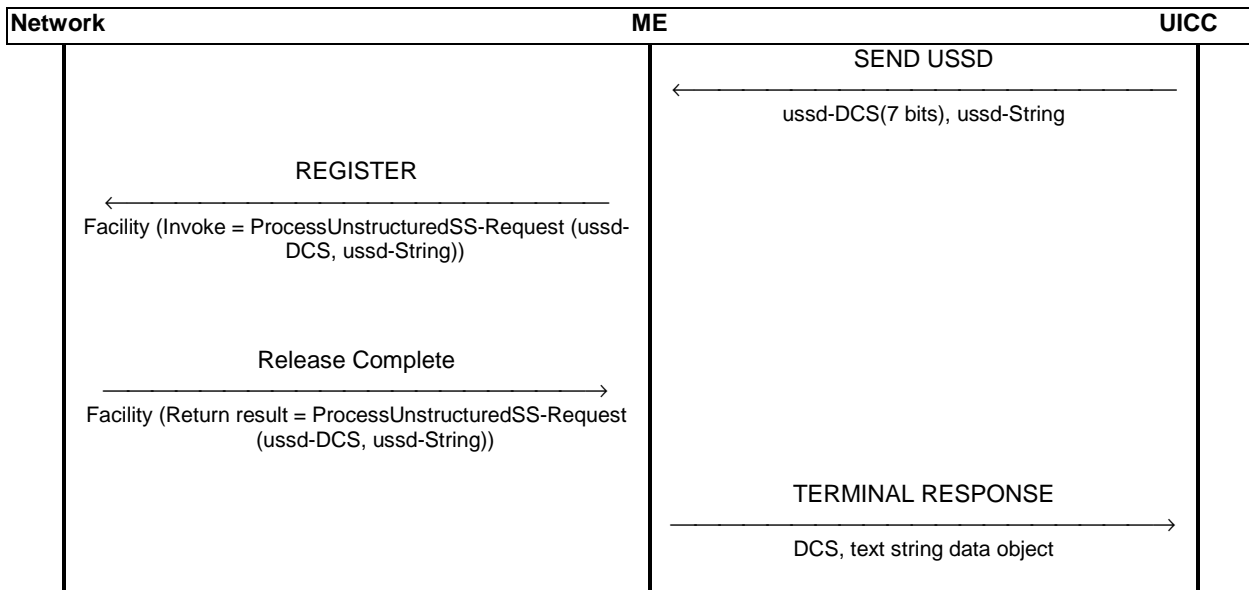 Network ME UICC
SEND USSD
ussd-DCS(7 bits), ussd-String
REGISTER
Facility (Invoke = ProcessUnstructuredSS-Request (ussd-
DCS, ussd-String))
Release Complete
Facility (Return result = ProcessUnstructuredSS-Request
(ussd-DCS, ussd-String))
TERMINAL RESPONSE
DCS, text string data object